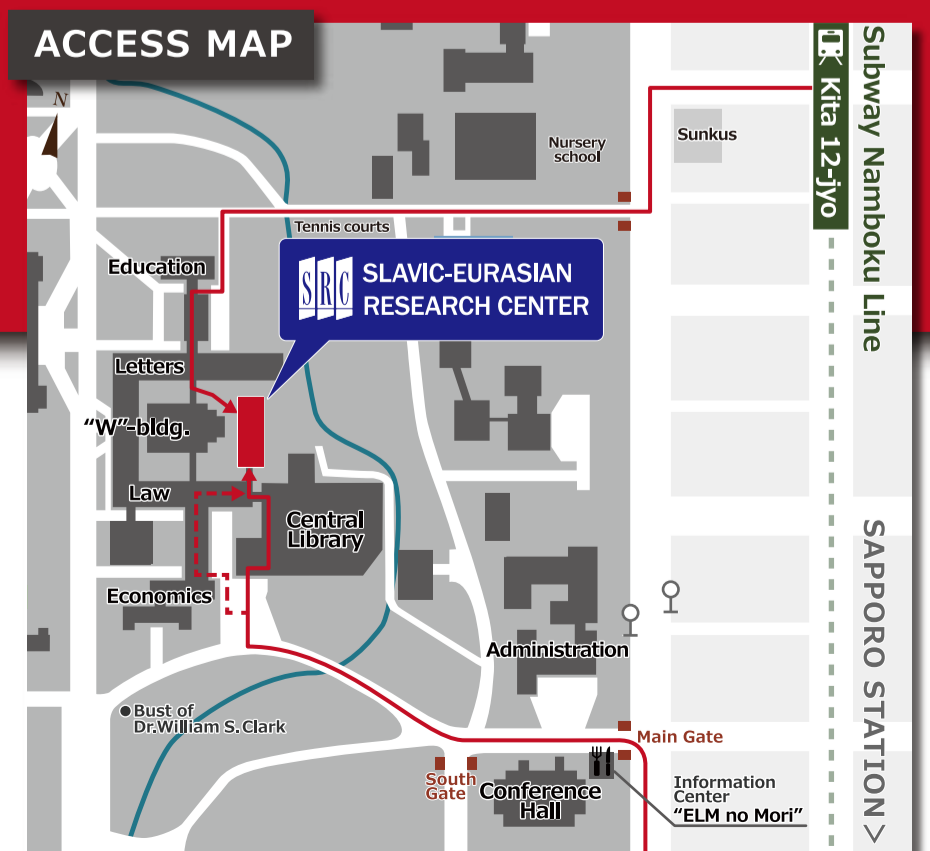 ACCESS MAP
N
Subway Namboku Line
Kita 12-jyo
Sunkus
Nursery
school
Tennis courts
Education
SRC
SLAVIC-EURASIAN
RESEARCH CENTER
Letters
"W"-bldg.
Law
Central
Library
Economics
Administration
SAPPORO STATION >
Bust of
Dr.William S.Clark
Main Gate
South
Gate
Conference
Hall
Information
Center
"ELM no Mori"